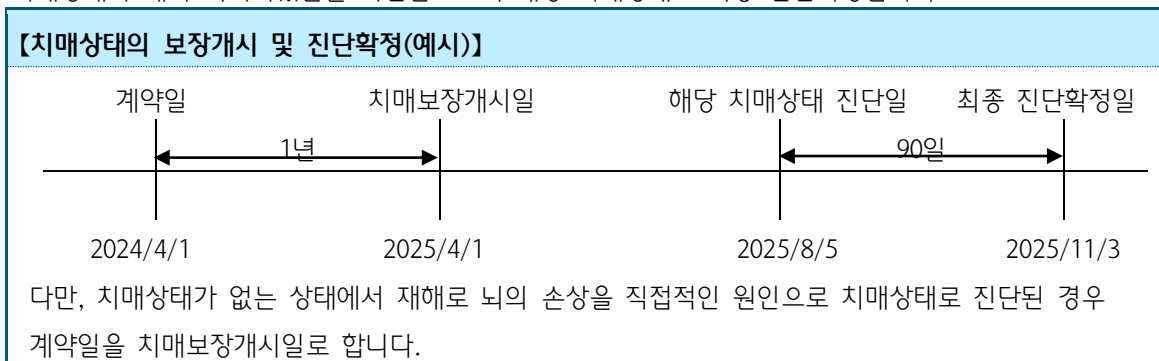 【치매상태의 보장개시 및 진단확정(예시)】
계약일 치매보장개시일 해당 치매상태 진단일 최종 진단확정일
1년 90일
2024/4/1 2025/4/1 2025/8/5 2025/11/3
다만, 치매상태가 없는 상태에서 재해로 뇌의 손상을 직접적인 원인으로 치매상태로 진단된 경우
계약일을 치매보장개시일로 합니다.